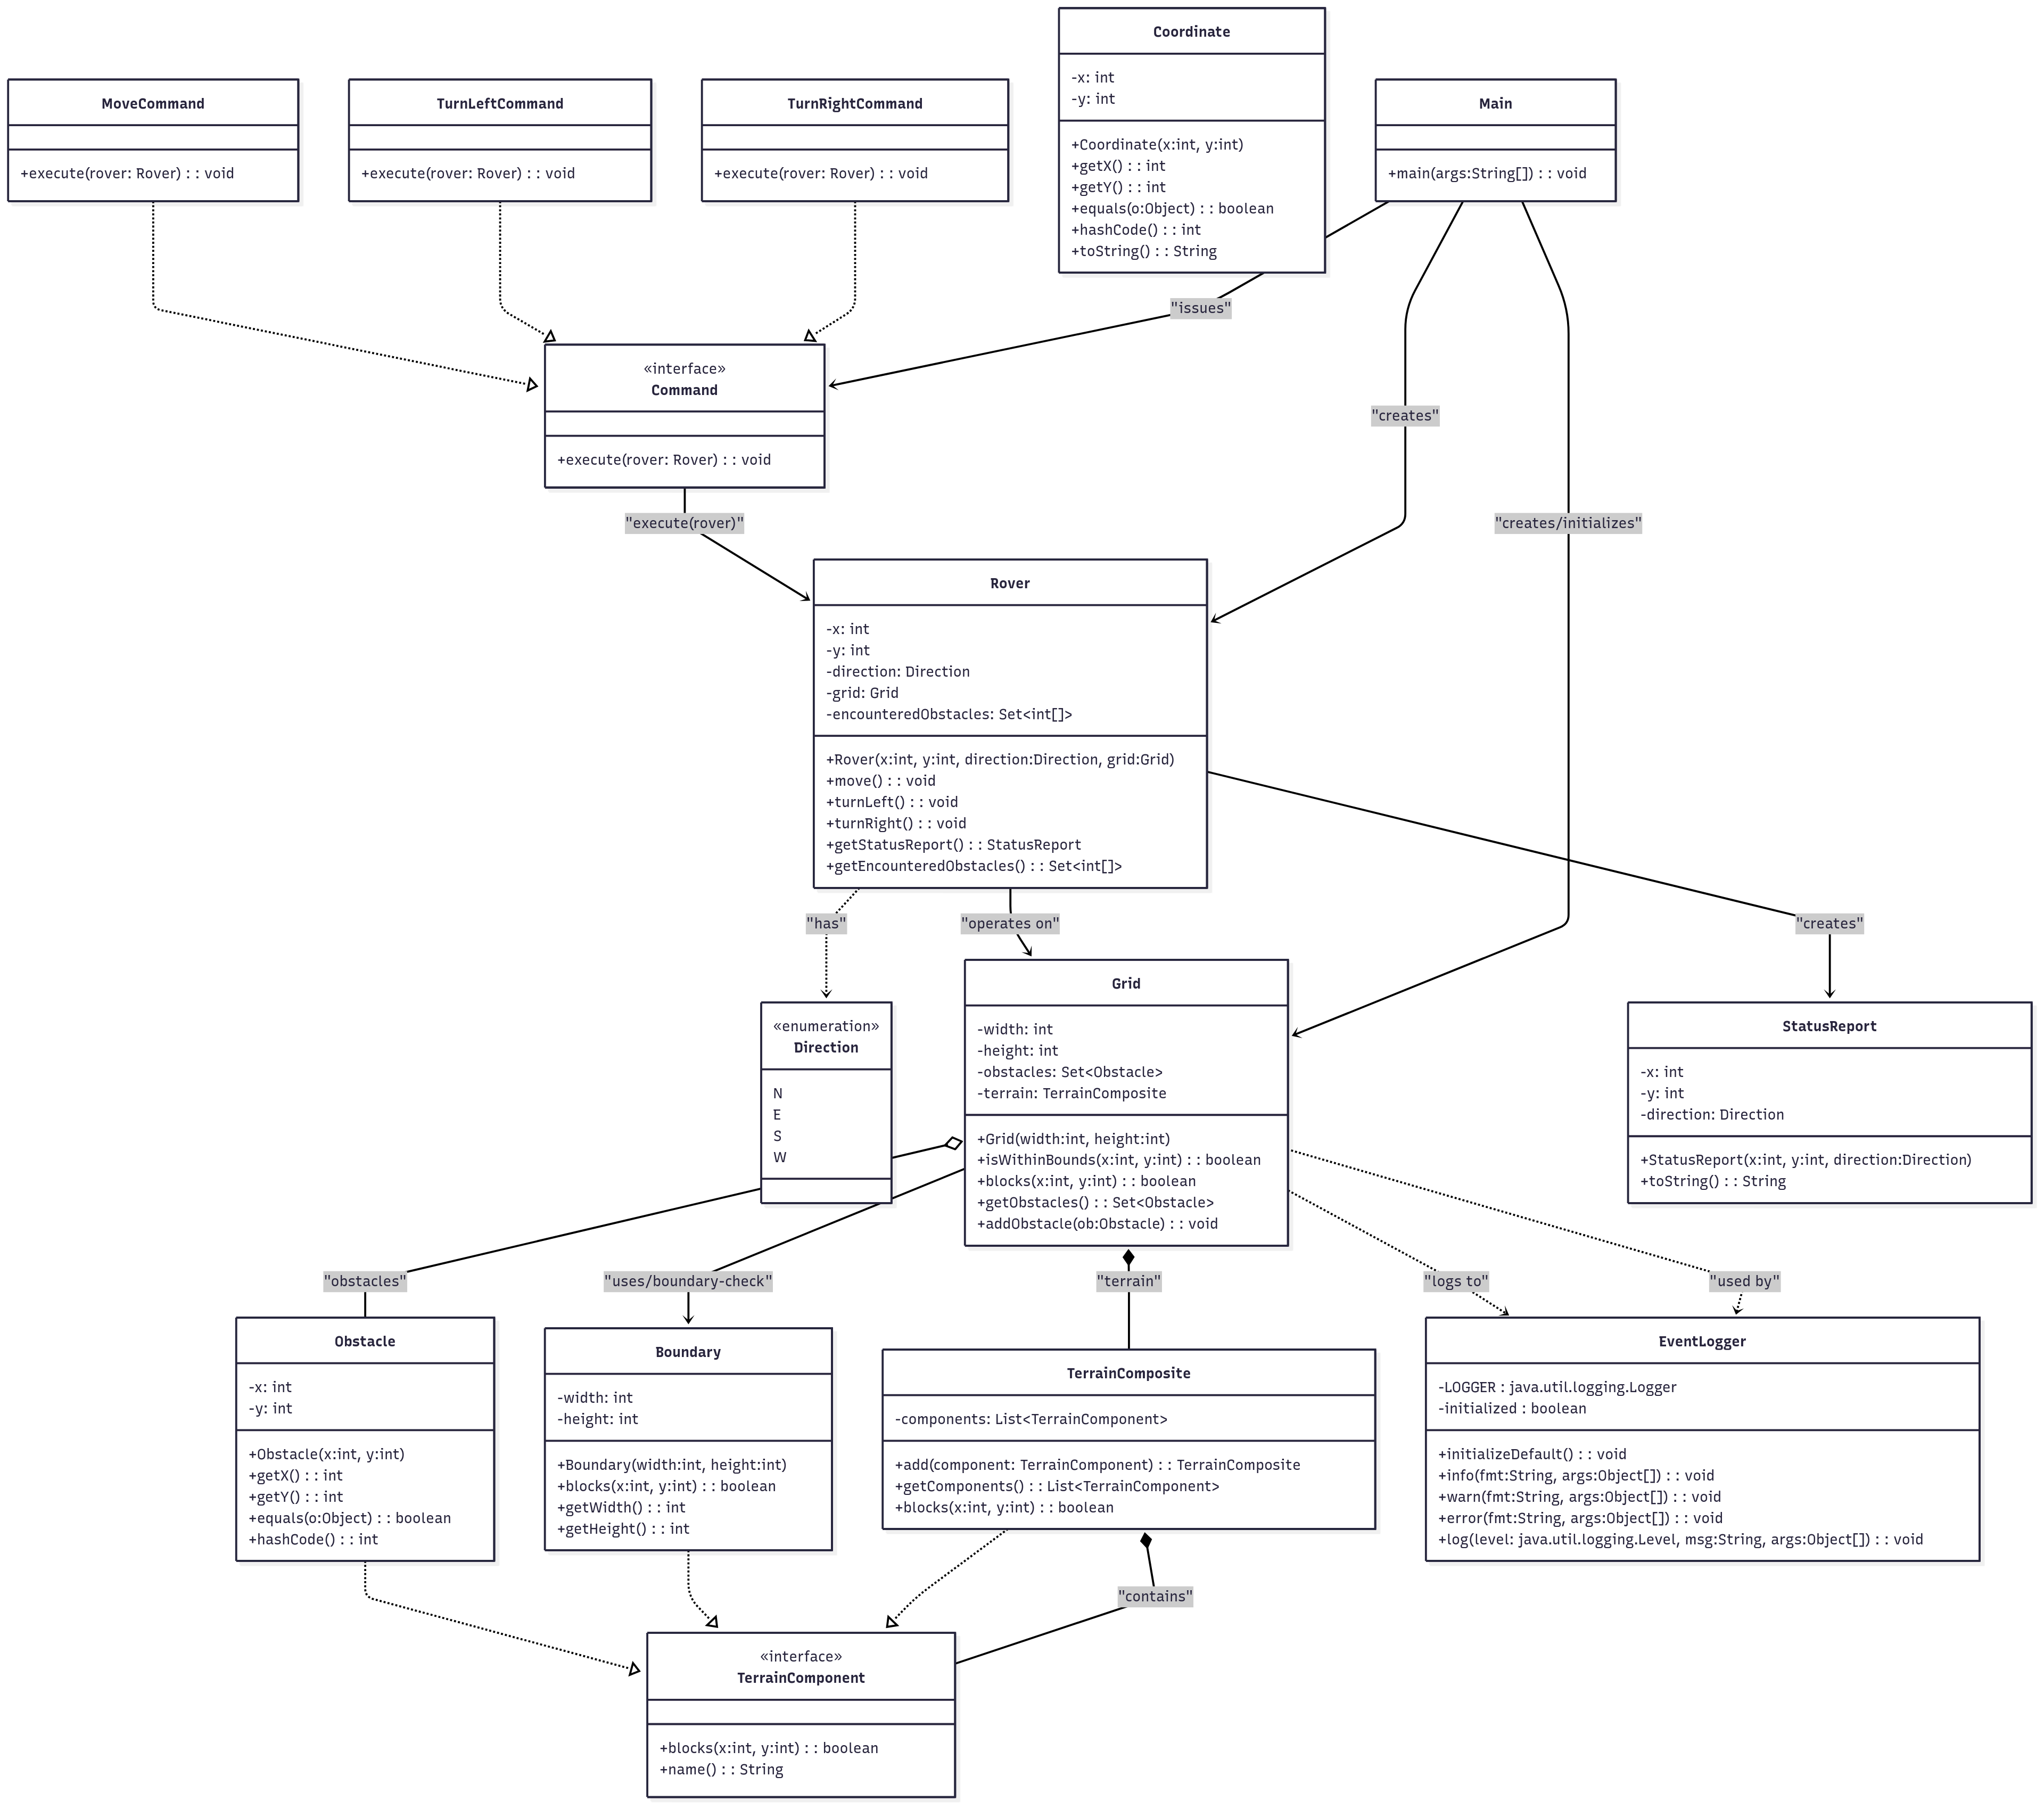 Coordinate
-x: int
-y: int
+Coordinate(x:int, y:int)
+getX() : : int
+getY() : : int
+equals(o:Object) : : boolean
+hashCode() : : int
+toString() : : String
MoveCommand
+execute(rover: Rover) : : void
TurnLeftCommand
+execute(rover: Rover) : : void
TurnRightCommand
+execute(rover: Rover) : : void
Main
+main(args:String[]) : : void
"issues"
«interface»
Command
+execute(rover: Rover) : : void
"creates"
"execute(rover)"
"creates/initializes"
Rover
-x: int
-y: int
-direction: Direction
-grid: Grid
-encounteredObstacles: Set<int[]>
+Rover(x:int, y:int, direction:Direction, grid:Grid)
+move() : : void
+turnLeft() : : void
+turnRight() : : void
+getStatusReport() : : StatusReport
+getEncounteredObstacles() : : Set<int[]>
"has"
"operates on"
"creates"
«enumeration»
Direction
N
E
S
W
Grid
-width: int
-height: int
-obstacles: Set<Obstacle>
-terrain: TerrainComposite
+Grid(width:int, height:int)
+isWithinBounds(x:int, y:int) : : boolean
+blocks(x:int, y:int) : : boolean
+getObstacles() : : Set<Obstacle>
+addObstacle(ob:Obstacle) : : void
StatusReport
-x: int
-y: int
-direction: Direction
+StatusReport(x:int, y:int, direction:Direction)
+toString() : : String
"obstacles"
"uses/boundary-check"
"terrain"
"logs to"
"used by"
Obstacle
-x: int
-y: int
+Obstacle(x:int, y:int)
+getX() : : int
+getY() : : int
+equals(o:Object) : : boolean
+hashCode() : : int
Boundary
-width: int
-height: int
+Boundary(width:int, height:int)
+blocks(x:int, y:int) : : boolean
+getWidth() : : int
+getHeight() : : int
TerrainComposite
-components: List<TerrainComponent>
+add(component: TerrainComponent) : : TerrainComposite
+getComponents() : : List<TerrainComponent>
+blocks(x:int, y:int) : : boolean
EventLogger
-LOGGER : java.util.logging.Logger
-initialized : boolean
+initializeDefault() : : void
+info(fmt:String, args:Object[]) : : void
+warn(fmt:String, args:Object[]) : : void
+error(fmt:String, args:Object[]) : : void
+log(level: java.util.logging.Level, msg:String, args:Object[]) : : void
"contains"
«interface»
TerrainComponent
+blocks(x:int, y:int) : : boolean
+name() : : String